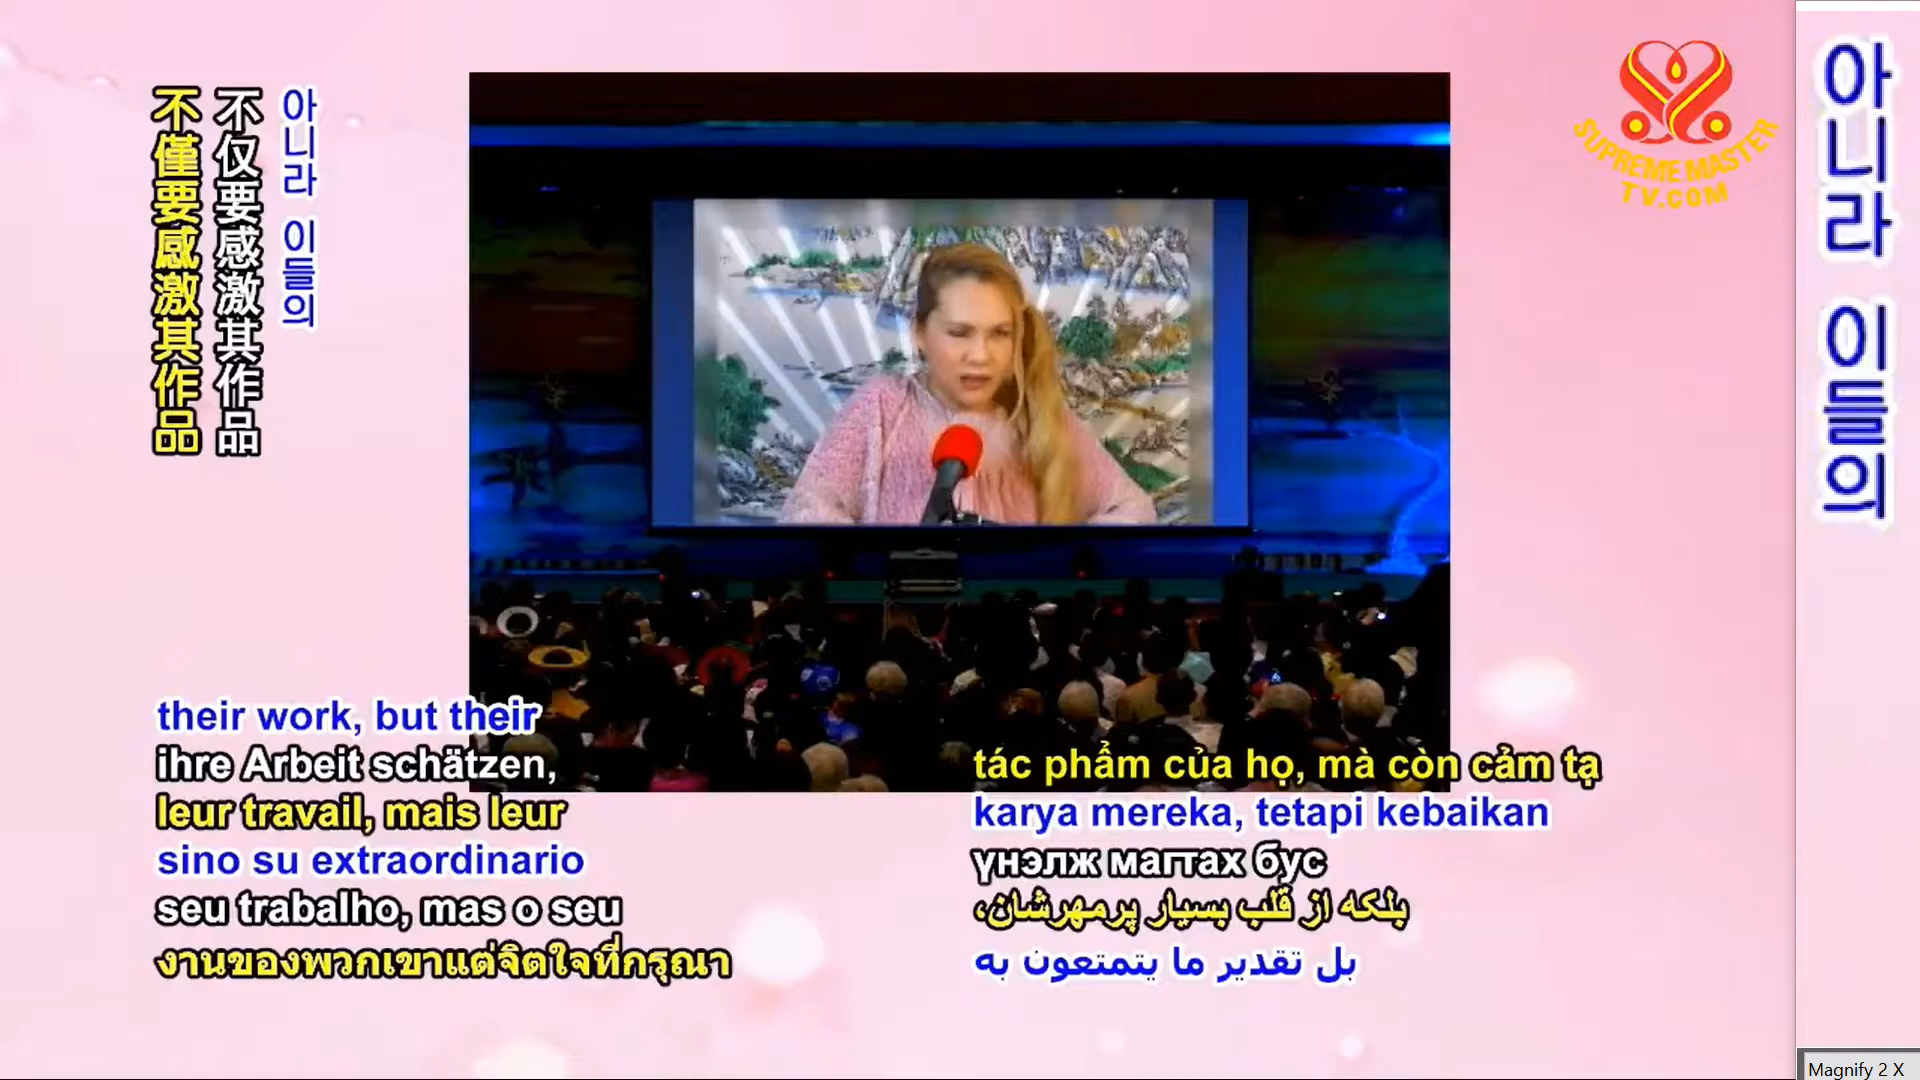 不僅要感激其作品
不仅要感激其作品
아니라 이들의
SUPREME MASTER
TV.COM
아니라 이들의
their work, but their
ihre Arbeit schätzen,
leur travail, mais leur
sino su extraordinario
seu trabalho, mas o seu
งานของพวกเขาแต่จิตใจที่กรุณา
tác phẩm của họ, mà còn cảm tạ
karya mereka, tetapi kebaikan
үнэлж магтах бус
بلکه از قلب بسیار پرمهرشان،
بل تقدير ما يتمتعون به
Magnify 2 X